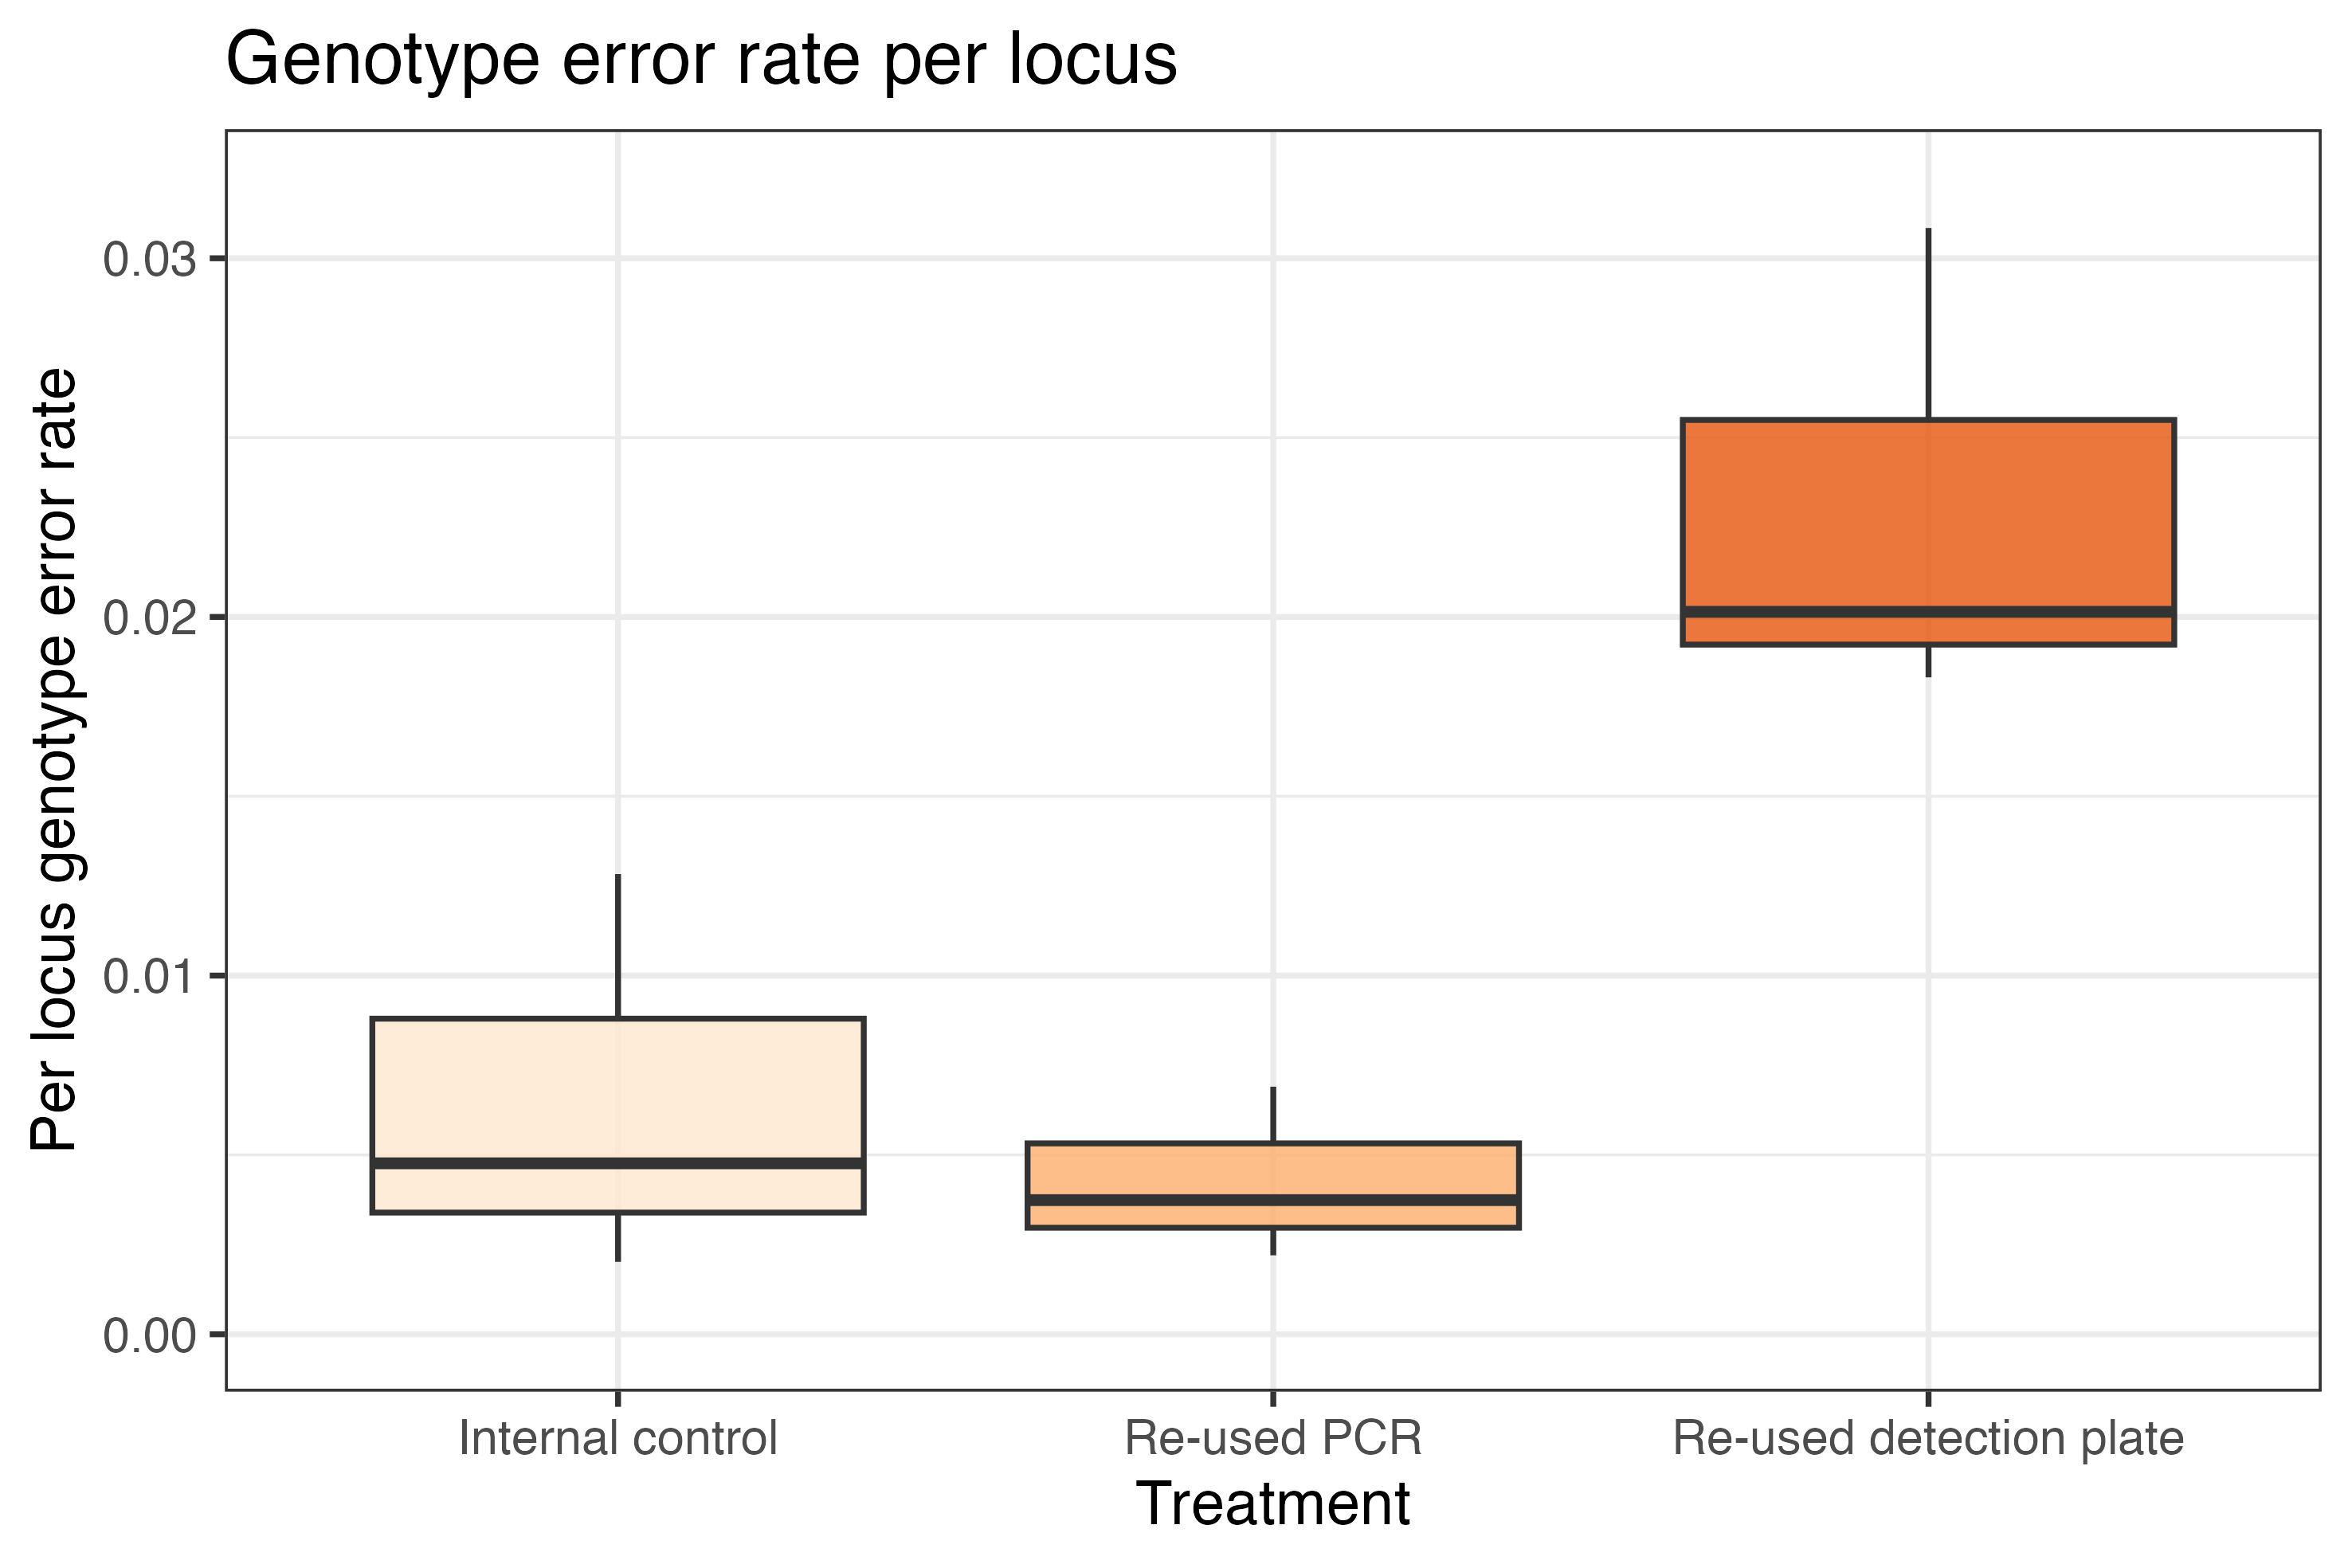 Genotype error rate per locus
Per locus genotype error rate
0.03
0.02
0.01
0.00
Internal control
Re-used PCR
Re-used detection plate
Treatment